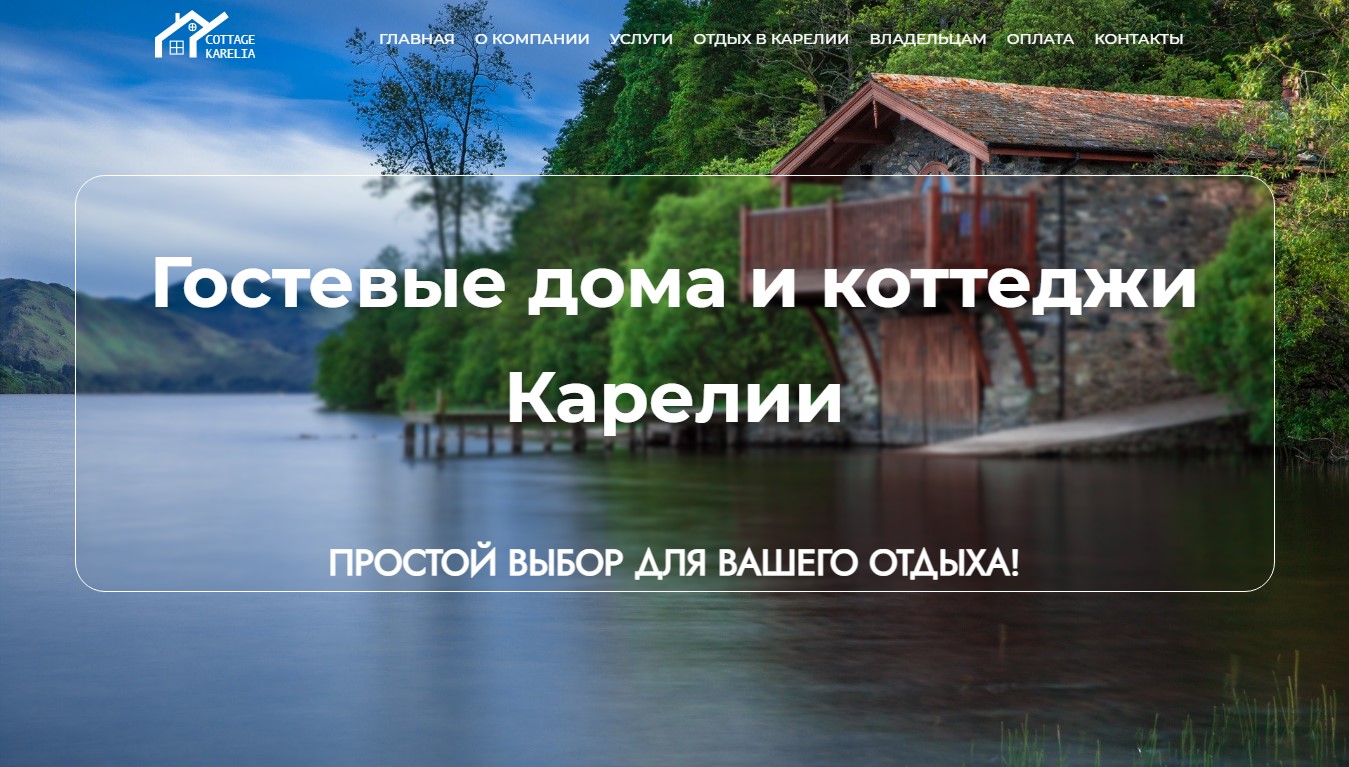 COTTAGE
KARELIA
ГЛАВНАЯ О КОМПАНИИ УСЛУГИ ОТДЫХ В КАРЕЛИИ ВЛАДЕЛЬЦАМ ОПЛАТА КОНТАКТЫ
Гостевые дома и коттеджи
Карелии
ПРОСТОЙ ВЫБОР ДЛЯ ВАШЕГО ОТДЫХА!